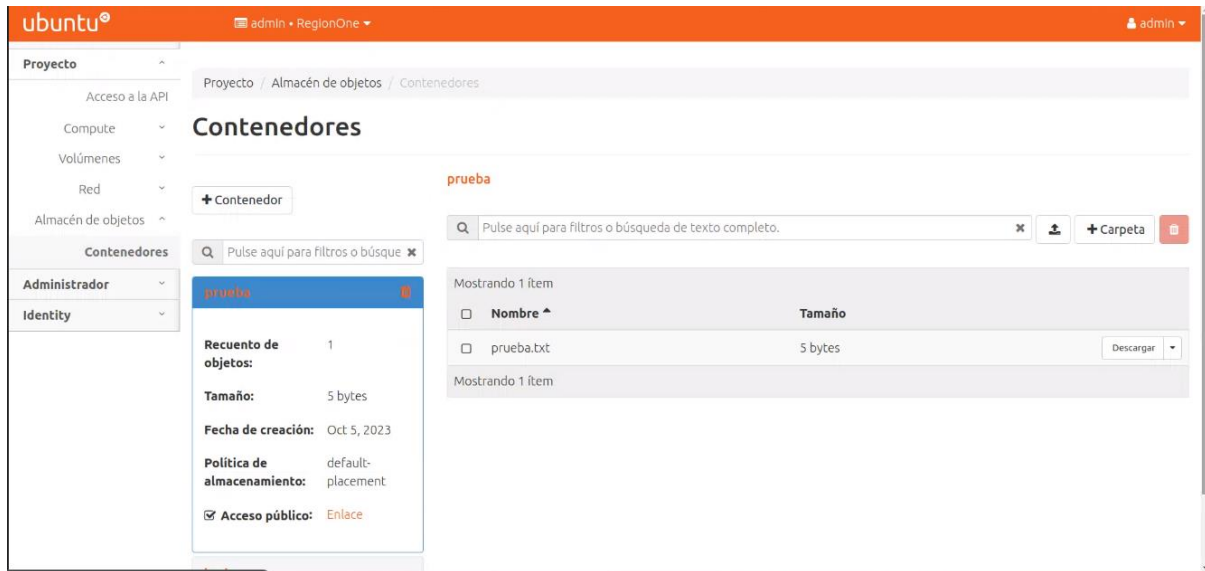 ubuntu®
admin • RegionOne
admin
Proyecto
Acceso a la API
Compute
Volúmenes
Red
Almacén de objetos
Contenedores
Administrador
Identity
Proyecto / Almacén de objetos / Contenedores
Contenedores
+ Contenedor
Pulse aquí para filtros o búsque
prueba
Recuento de
objetos:
1
Tamaño:
5 bytes
Fecha de creación:
Oct 5, 2023
Política de
almacenamiento:
default-
placement
Acceso público:
Enlace
prueba
Pulse aquí para filtros o búsqueda de texto completo.
+ Carpeta
Mostrando 1 ítem
Nombre
Tamaño
prueba.txt
5 bytes
Descargar
Mostrando 1 ítem